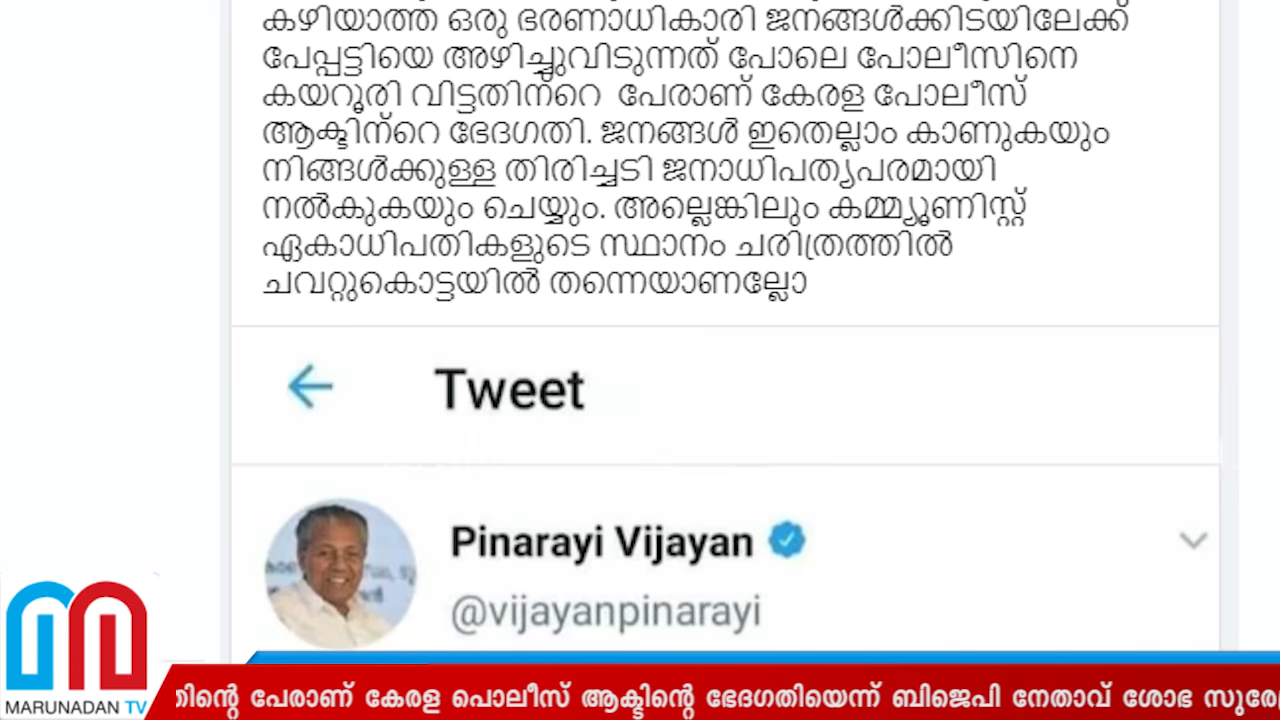 കഴിയാത്ത ഒരു ഭരണാധികാരി ജനങ്ങൾക്കിടയിലേക്ക്
പേപ്പട്ടിയെ അഴിച്ചുവിടുന്നത് പോലെ പോലീസിനെ
കയറൂരി വിട്ടതിന്റെ പേരാണ് കേരള പോലീസ്
ആക്ടിന്റെ ഭേദഗതി. ജനങ്ങൾ ഇതെല്ലാം കാണുകയും
നിങ്ങൾക്കുള്ള തിരിച്ചടി ജനാധിപത്യപരമായി
നൽകുകയും ചെയ്യും. അല്ലെങ്കിലും കമ്മ്യൂണിസ്റ്റ്
ഏകാധിപതികളുടെ സ്ഥാനം ചരിത്രത്തിൽ
ചവറ്റുകൊട്ടയിൽ തന്നെയാണല്ലോ
Tweet
Pinarayi Vijayan
@vijayanpinarayi
MARUNADAN TV
പേരാണ് കേരള പൊലീസ് ആക്ടിന്റെ ഭേദഗതിയെന്ന് ബിജെപി നേതാവ് ശോഭ